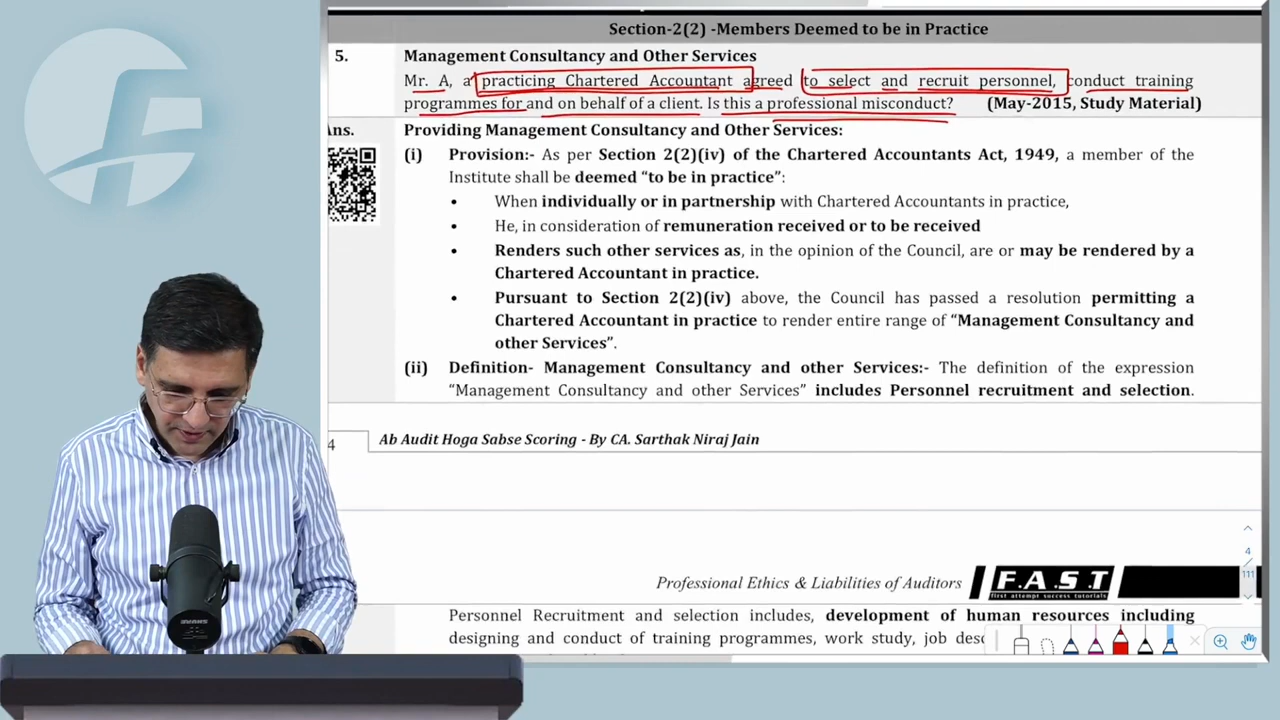 Section-2(2) -Members Deemed to be in Practice
5. Management Consultancy and Other Services
Mr. A, a practicing Chartered Accountant agreed to select and recruit personnel, conduct training
programmes for and on behalf of a client. Is this a professional misconduct? (May-2015, Study Material)
Ans. Providing Management Consultancy and Other Services:
(i) Provision:- As per Section 2(2)(iv) of the Chartered Accountants Act, 1949, a member of the
Institute shall be deemed "to be in practice":
• When individually or in partnership with Chartered Accountants in practice,
• He, in consideration of remuneration received or to be received
• Renders such other services as, in the opinion of the Council, are or may be rendered by a
Chartered Accountant in practice.
• Pursuant to Section 2(2)(iv) above, the Council has passed a resolution permitting a
Chartered Accountant in practice to render entire range of "Management Consultancy and
other Services".
(ii) Definition- Management Consultancy and other Services:- The definition of the expression
"Management Consultancy and other Services" includes Personnel recruitment and selection.
4 Ab Audit Hoga Sabse Scoring - By CA. Sarthak Niraj Jain
4
111
Professional Ethics & Liabilities of Auditors F.A.S.T
first attempt success tutorials
Personnel Recruitment and selection includes, development of human resources including
designing and conduct of training programmes, work study, job
SHURE